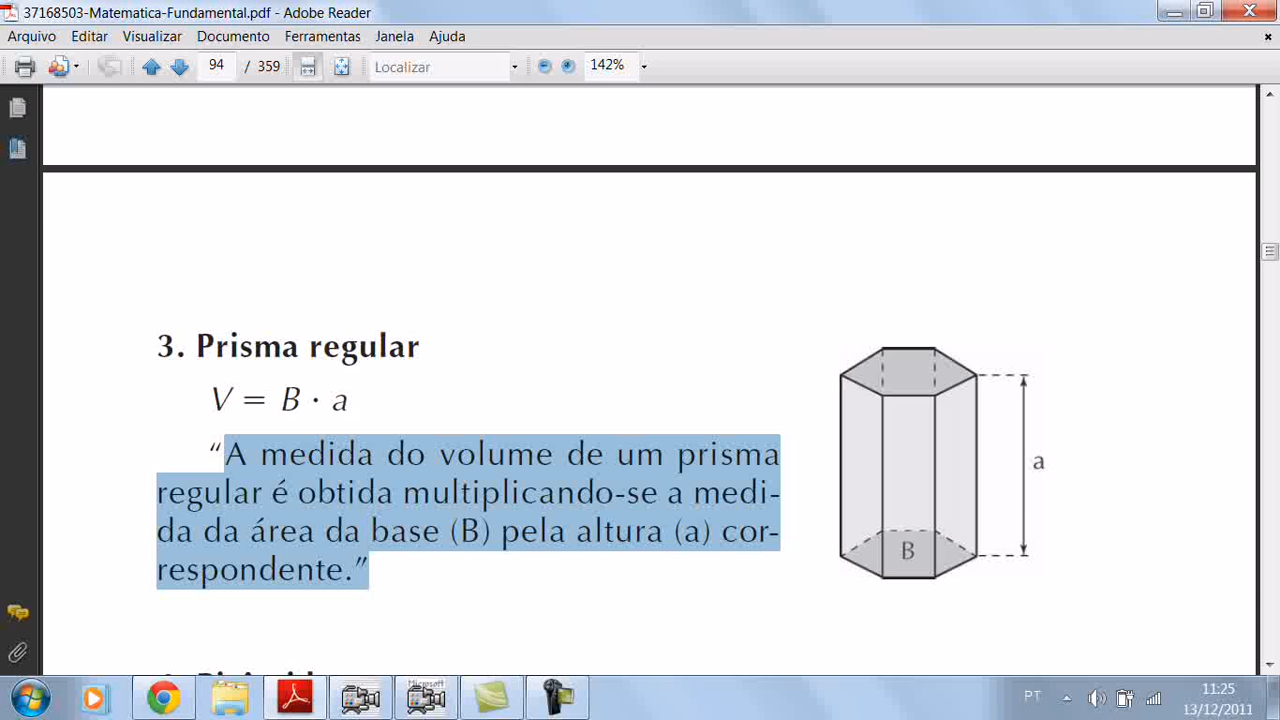 37168503-Matematica-Fundamental.pdf - Adobe Reader
Arquivo Editar Visualizar Documento Ferramentas Janela Ajuda
94 / 359 Localizar 142%
3. Prisma regular
V = B · a
“A medida do volume de um prisma
regular é obtida multiplicando-se a medi-
da da área da base (B) pela altura (a) cor-
respondente.”
a
B
Microsoft
PT
11:25
13/12/2011